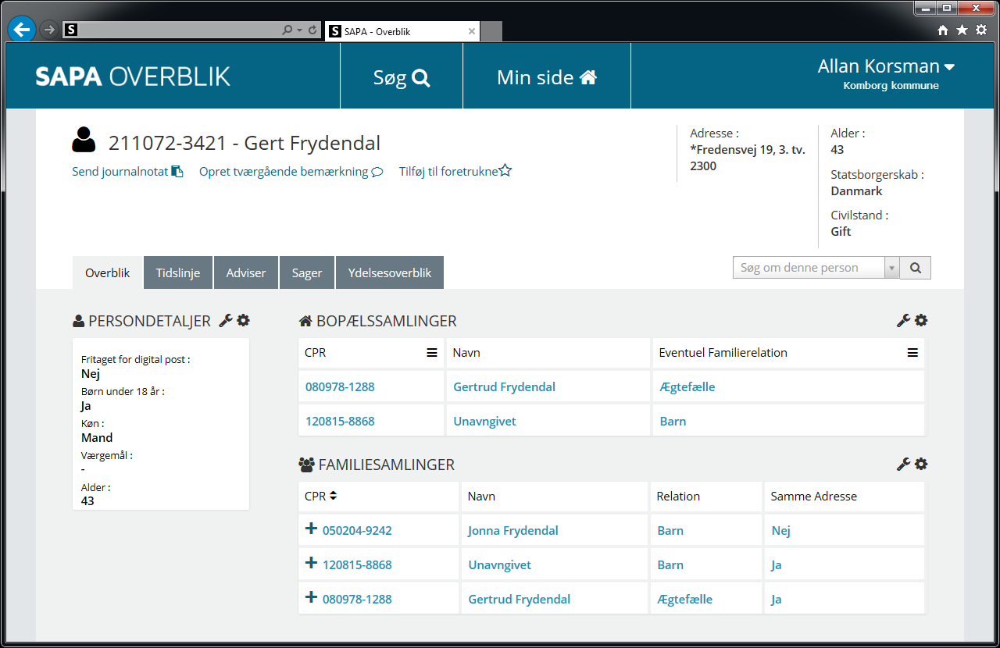 SAPA - Overblik
SAPA OVERBLIK
Søg
Min side
Allan Korsman
Komborg kommune
211072-3421 - Gert Frydendal
Send journalnotat
Opret tværgående bemærkning
Tilføj til foretrukne
Adresse :
*Fredensvej 19, 3. tv.
2300
Alder :
43
Statsborgerskab :
Danmark
Civilstand :
Gift
Overblik
Tidslinje
Adviser
Sager
Ydelsesoverblik
Søg om denne person
PERSONDETALJER
Fritaget for digital post :
Nej
Børn under 18 år :
Ja
Køn :
Mand
Værgemål :
-
Alder :
43
BOPÆLSSAMLINGER
CPR Navn Eventuel Familierelation
080978-1288 Gertrud Frydendal Ægtefælle
120815-8868 Unavngivet Barn
FAMILIESAMLINGER
CPR Navn Relation Samme Adresse
050204-9242 Jonna Frydendal Barn Nej
120815-8868 Unavngivet Barn Ja
080978-1288 Gertrud Frydendal Ægtefælle Ja